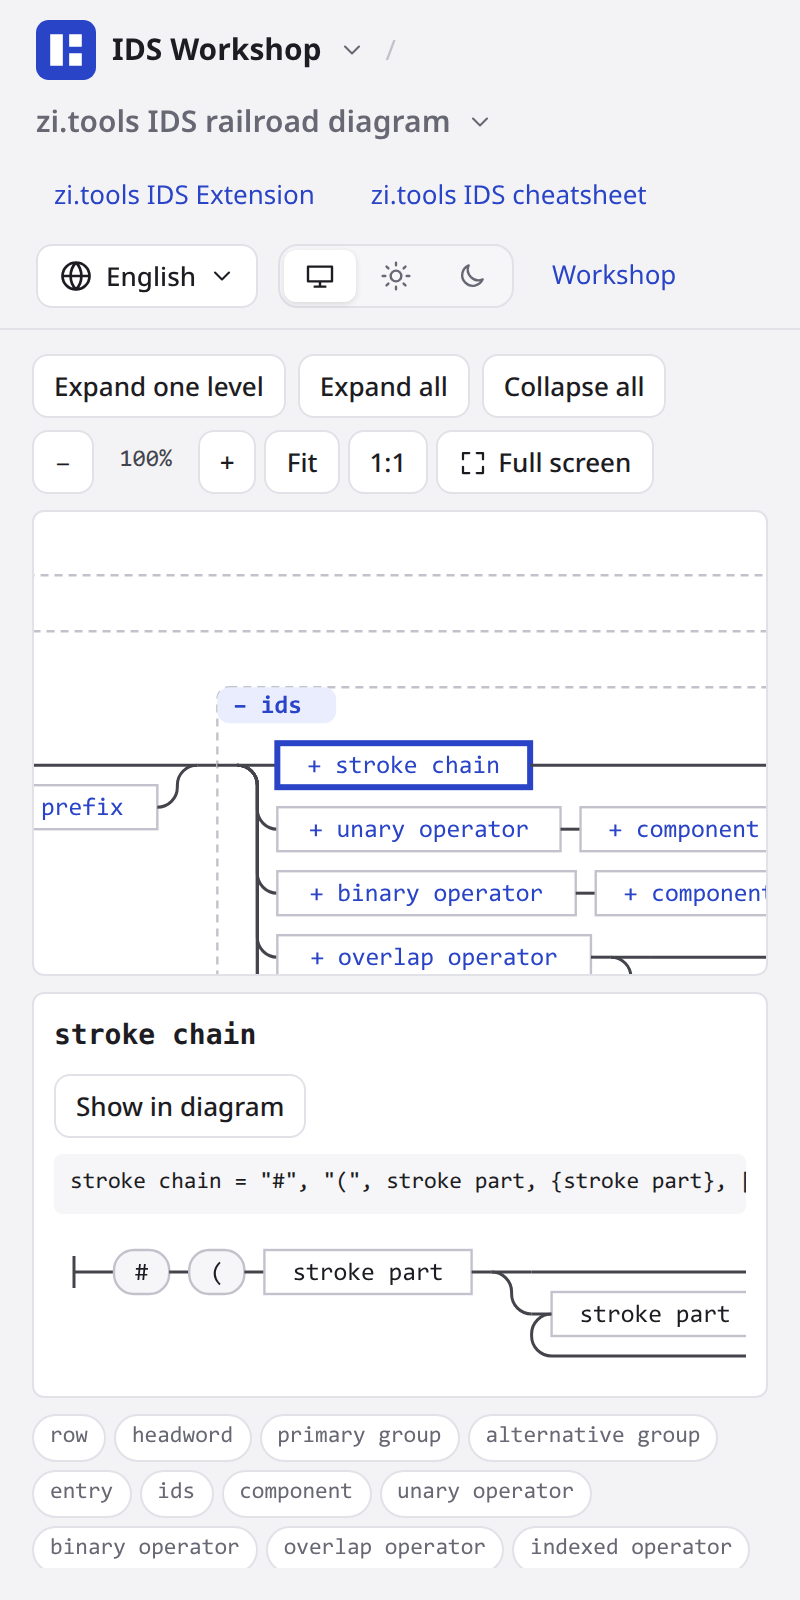 IDS Workshop /
zi.tools IDS railroad diagram
zi.tools IDS Extension zi.tools IDS cheatsheet
English Workshop
Expand one level Expand all Collapse all
– 100% + Fit 1:1 Full screen
− ids
+ stroke chain
prefix
+ unary operator + component
+ binary operator + component
+ overlap operator
stroke chain
Show in diagram
stroke chain = "#", "(", stroke part, {stroke part},
# ( stroke part
stroke part
row headword primary group alternative group
entry ids component unary operator
binary operator overlap operator indexed operator